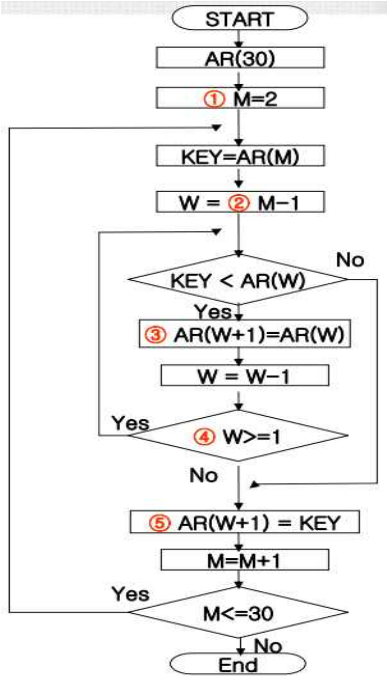 START
AR(30)
① M=2
KEY=AR(M)
W = ② M-1
KEY < AR(W)
No
Yes
③ AR(W+1)=AR(W)
W = W-1
Yes
④ W>=1
No
⑤ AR(W+1) = KEY
M=M+1
Yes
M<=30
No
End